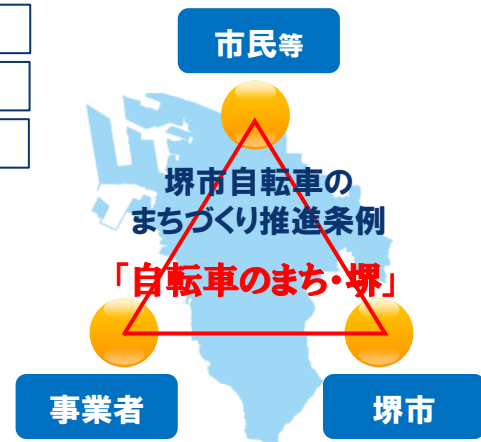 市民等
堺市自転車の
まちづくり推進条例
「自転車のまち・堺」
事業者
堺市